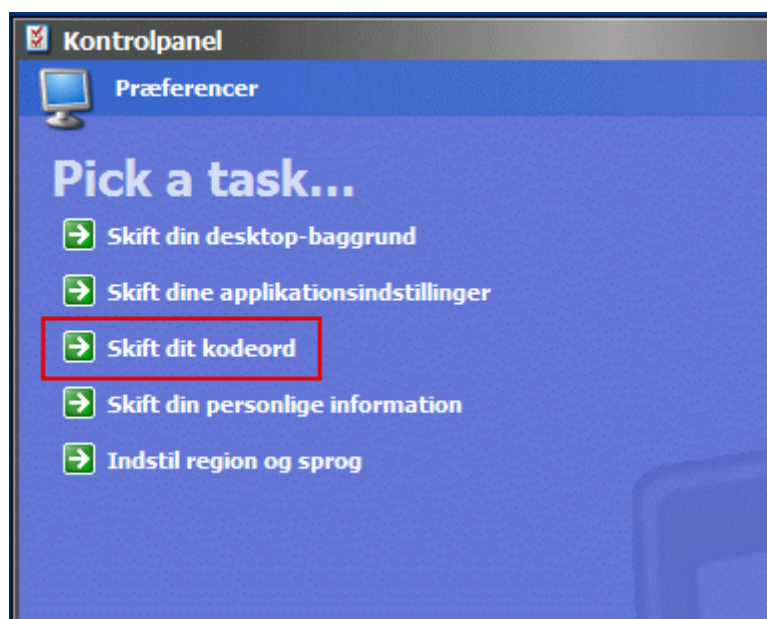 Kontrolpanel
Præferencer
Pick a task...
Skift din desktop-baggrund
Skift dine applikationsindstillinger
Skift dit kodeord
Skift din personlige information
Indstil region og sprog